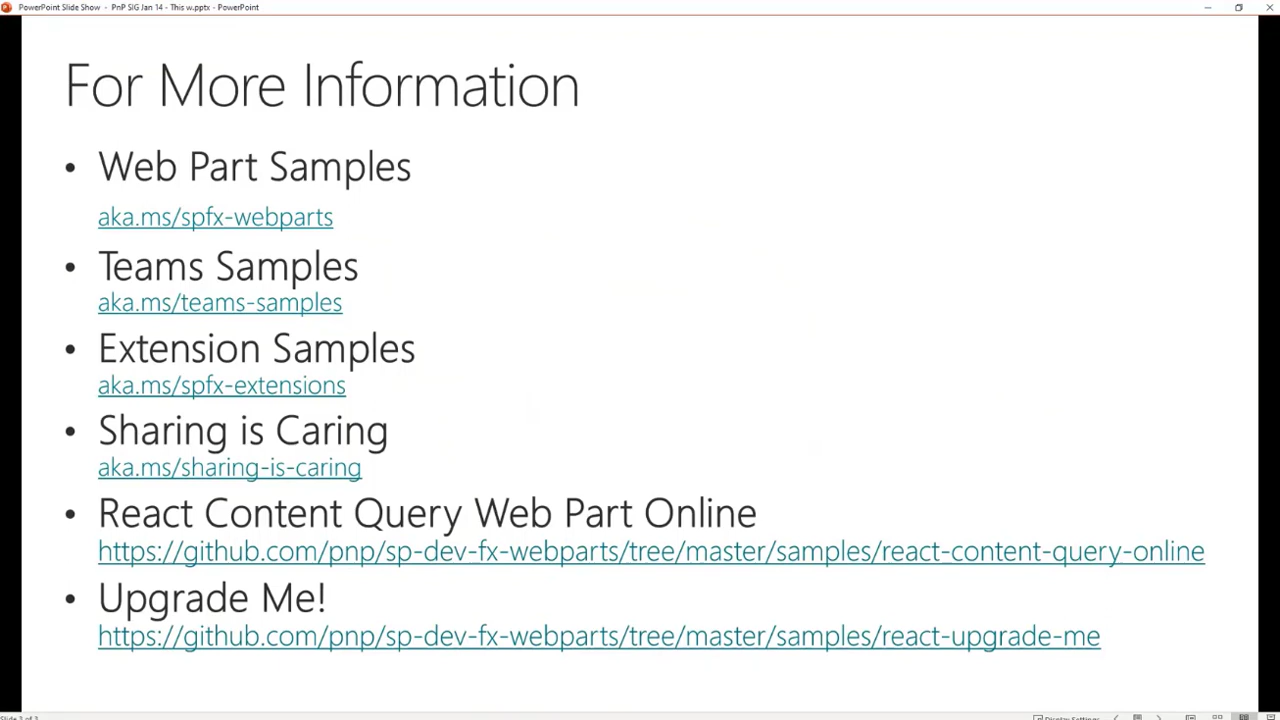 PowerPoint Slide Show - PnP SIG Jan 14 - This w.pptx - PowerPoint
For More Information
• Web Part Samples
aka.ms/spfx-webparts
• Teams Samples
aka.ms/teams-samples
• Extension Samples
aka.ms/spfx-extensions
• Sharing is Caring
aka.ms/sharing-is-caring
• React Content Query Web Part Online
https://github.com/pnp/sp-dev-fx-webparts/tree/master/samples/react-content-query-online
• Upgrade Me!
https://github.com/pnp/sp-dev-fx-webparts/tree/master/samples/react-upgrade-me
Display Settings